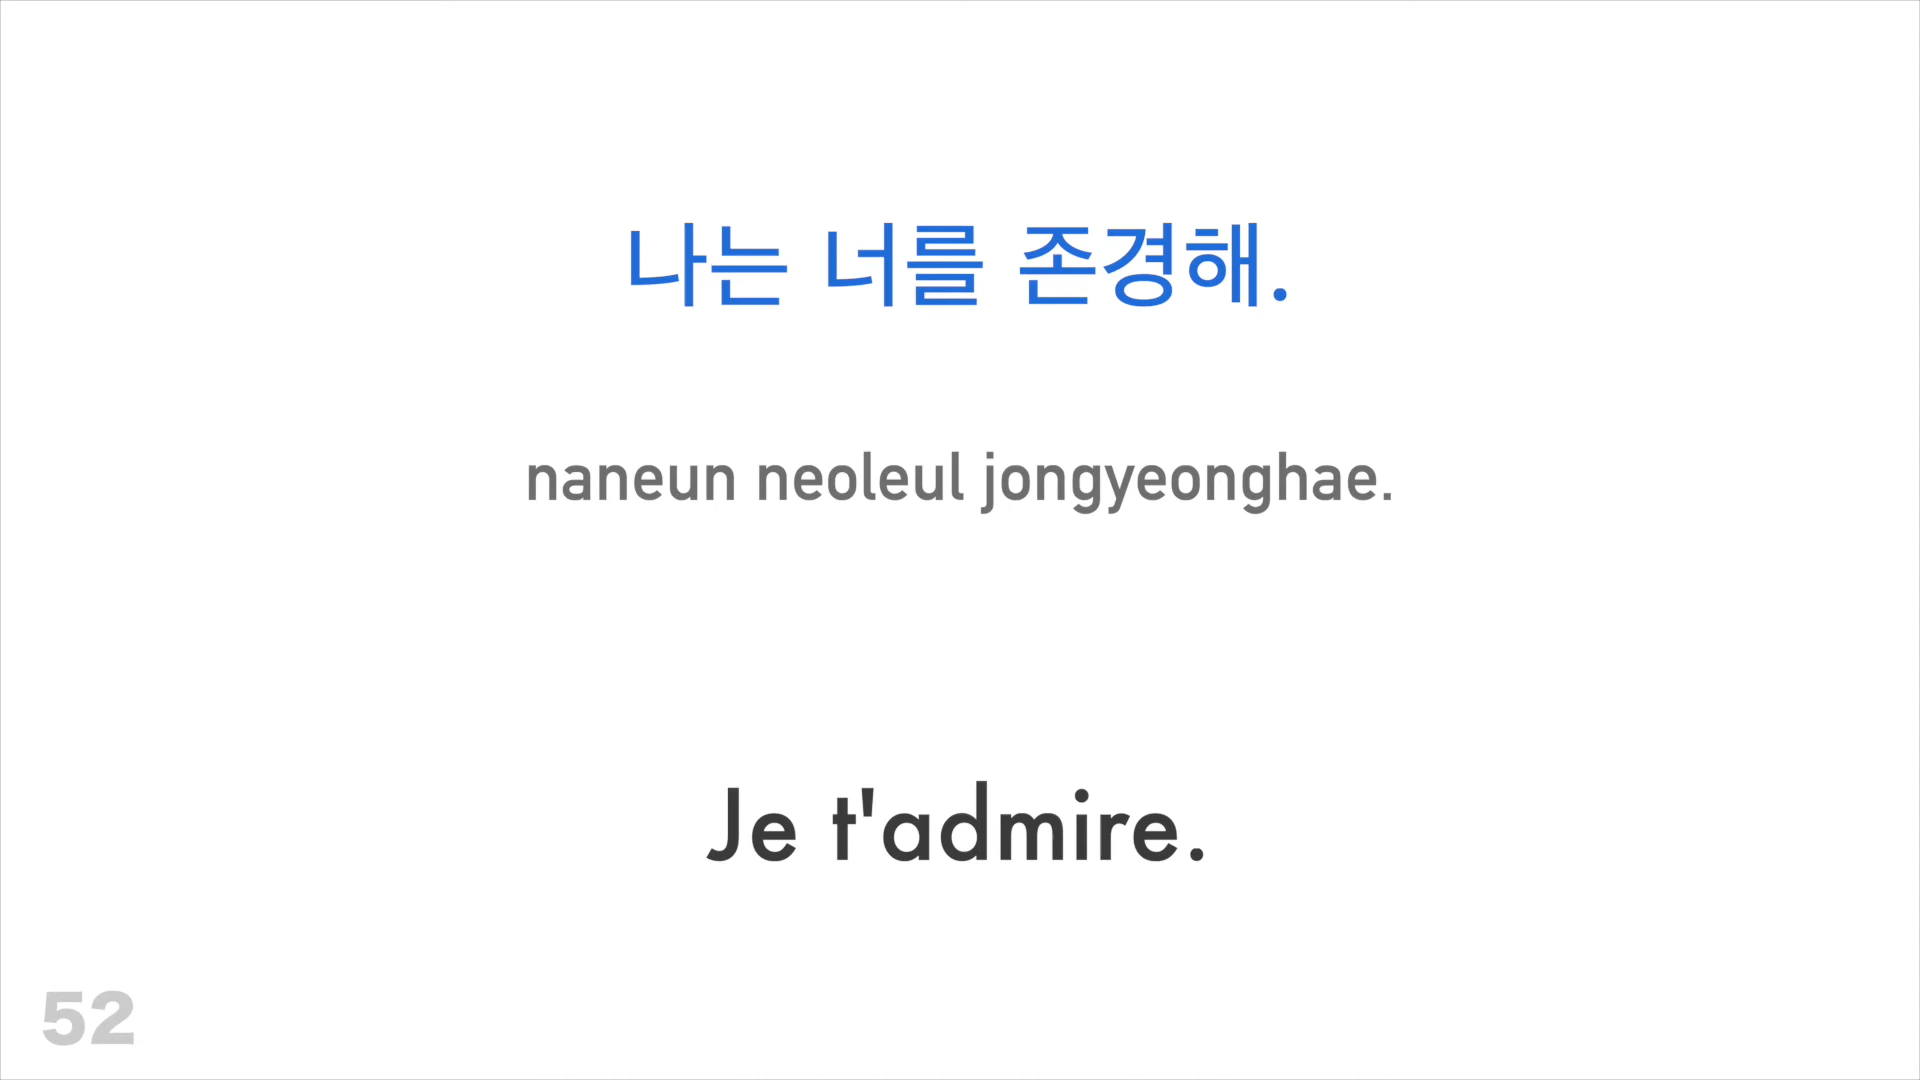 나는 너를 존경해.
naneun neoleul jongyeonghae.
Je t'admire.
52